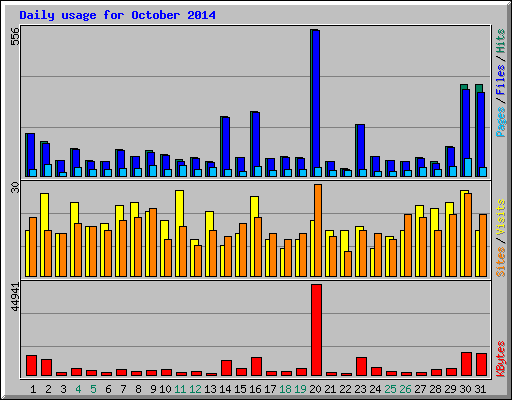 Daily usage for October 2014
556
Pages / Files / Hits
30
Sites / Visits
44941
KBytes
1 2 3 4 5 6 7 8 9 10 11 12 13 14 15 16 17 18 19 20 21 22 23 24 25 26 27 28 29 30 31